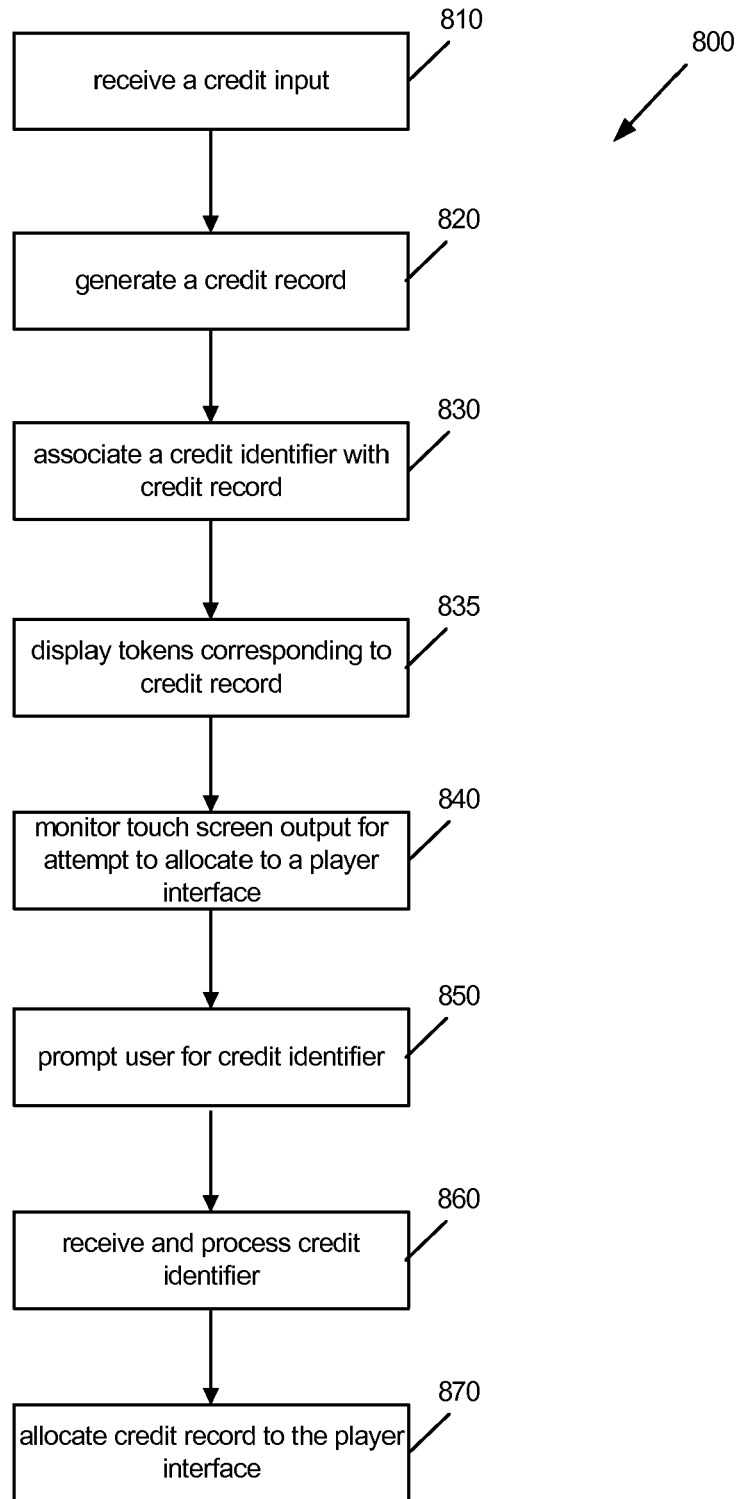 810
800
receive a credit input
820
generate a credit record
830
associate a credit identifier with
credit record
835
display tokens corresponding to
credit record
840
monitor touch screen output for
attempt to allocate to a player
interface
850
prompt user for credit identifier
860
receive and process credit
identifier
870
allocate credit record to the player
interface